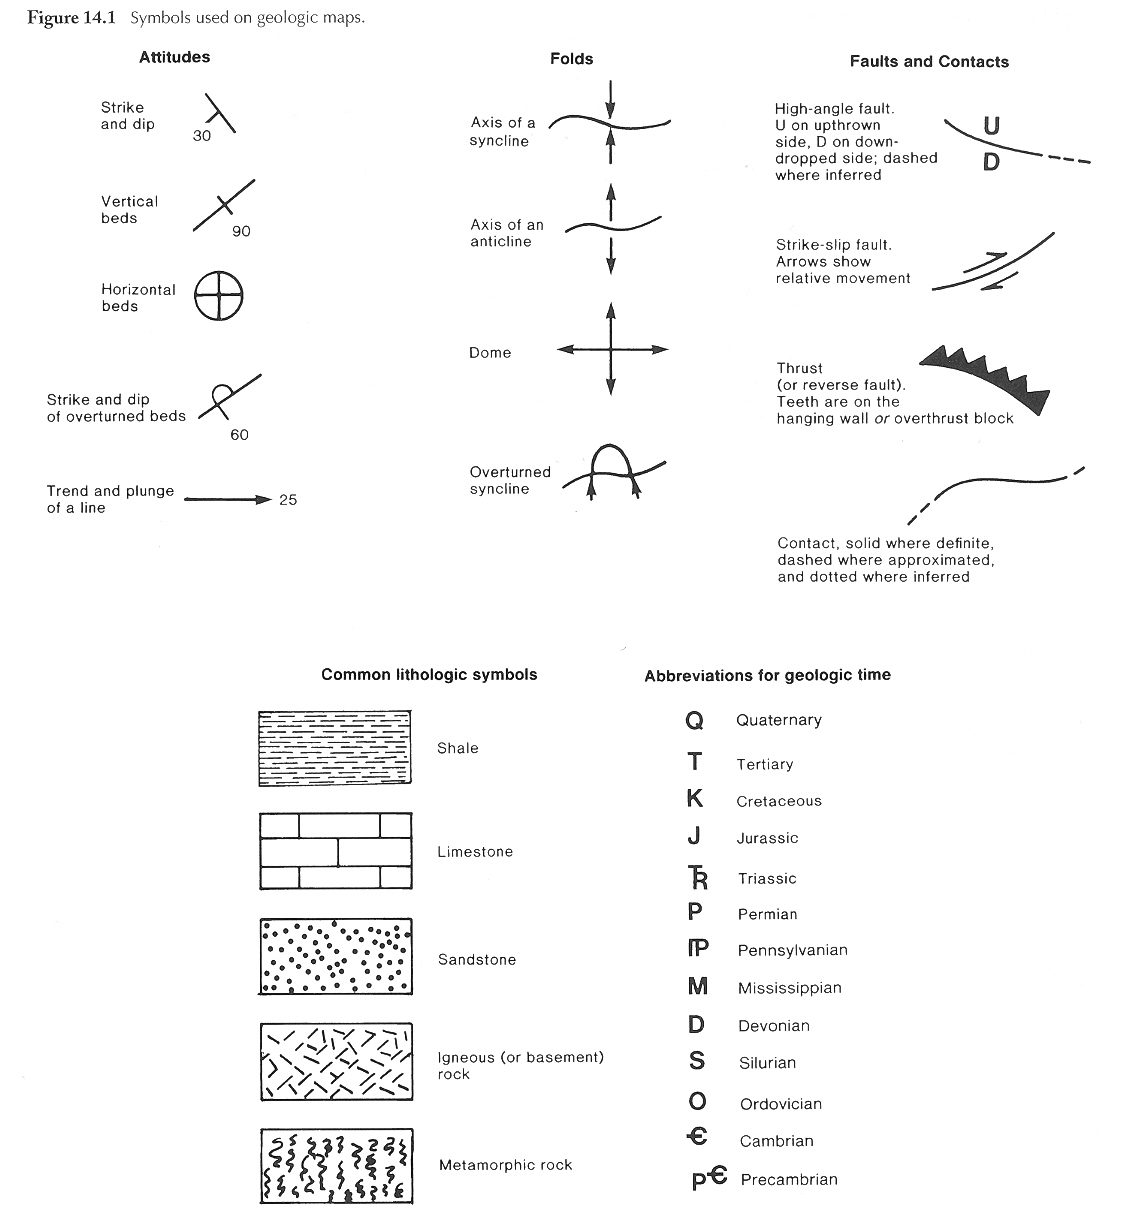 Figure 14.1 Symbols used on geologic maps.
Attitudes
Strike
and dip
30
Vertical
beds
90
Horizontal
beds
Strike and dip
of overturned beds
60
Trend and plunge
of a line
25
Folds
Axis of a
syncline
Axis of an
anticline
Dome
Overturned
syncline
Faults and Contacts
High-angle fault.
U on upthrown
side, D on down-
dropped side; dashed
where inferred
U
D
Strike-slip fault.
Arrows show
relative movement
Thrust
(or reverse fault).
Teeth are on the
hanging wall or overthrust block
Contact, solid where definite,
dashed where approximated,
and dotted where inferred
Common lithologic symbols
Shale
Limestone
Sandstone
Igneous (or basement)
rock
Metamorphic rock
Abbreviations for geologic time
Q Quaternary
T Tertiary
K Cretaceous
J Jurassic
TR Triassic
P Permian
IP Pennsylvanian
M Mississippian
D Devonian
S Silurian
O Ordovician
Є Cambrian
pЄ Precambrian